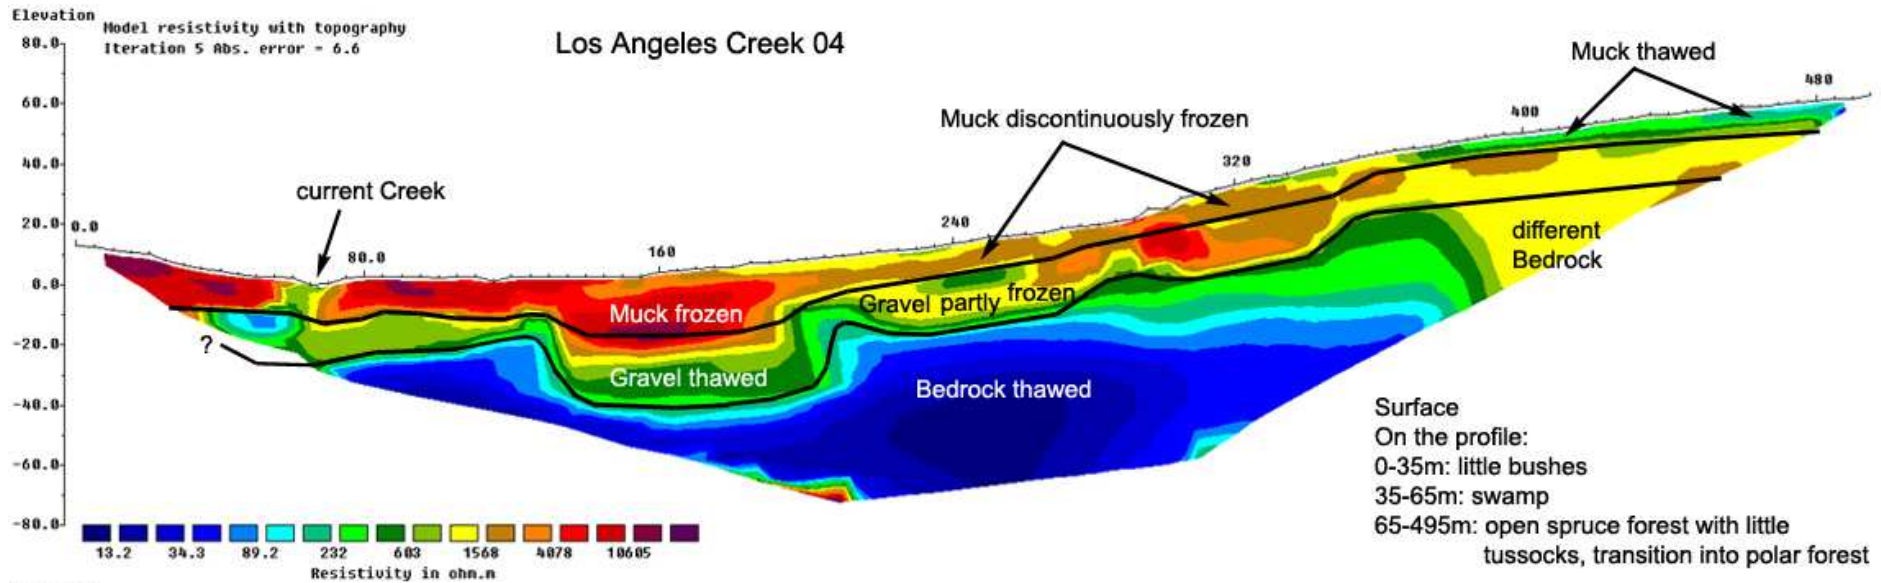 Elevation
Model resistivity with topography
Iteration 5 Abs. error = 6.6
Los Angeles Creek 04
80.0
60.0
40.0
20.0
0.0
-20.0
-40.0
-60.0
-80.0
0.0
80.0
160
240
320
400
480
current Creek
Muck discontinuously frozen
Muck thawed
Muck frozen
Gravel partly frozen
different
Bedrock
?
Gravel thawed
Bedrock thawed
Surface
On the profile:
0-35m: little bushes
35-65m: swamp
65-495m: open spruce forest with little
tussocks, transition into polar forest
13.2 34.3 89.2 232 603 1568 4078 10605
Resistivity in ohm.m